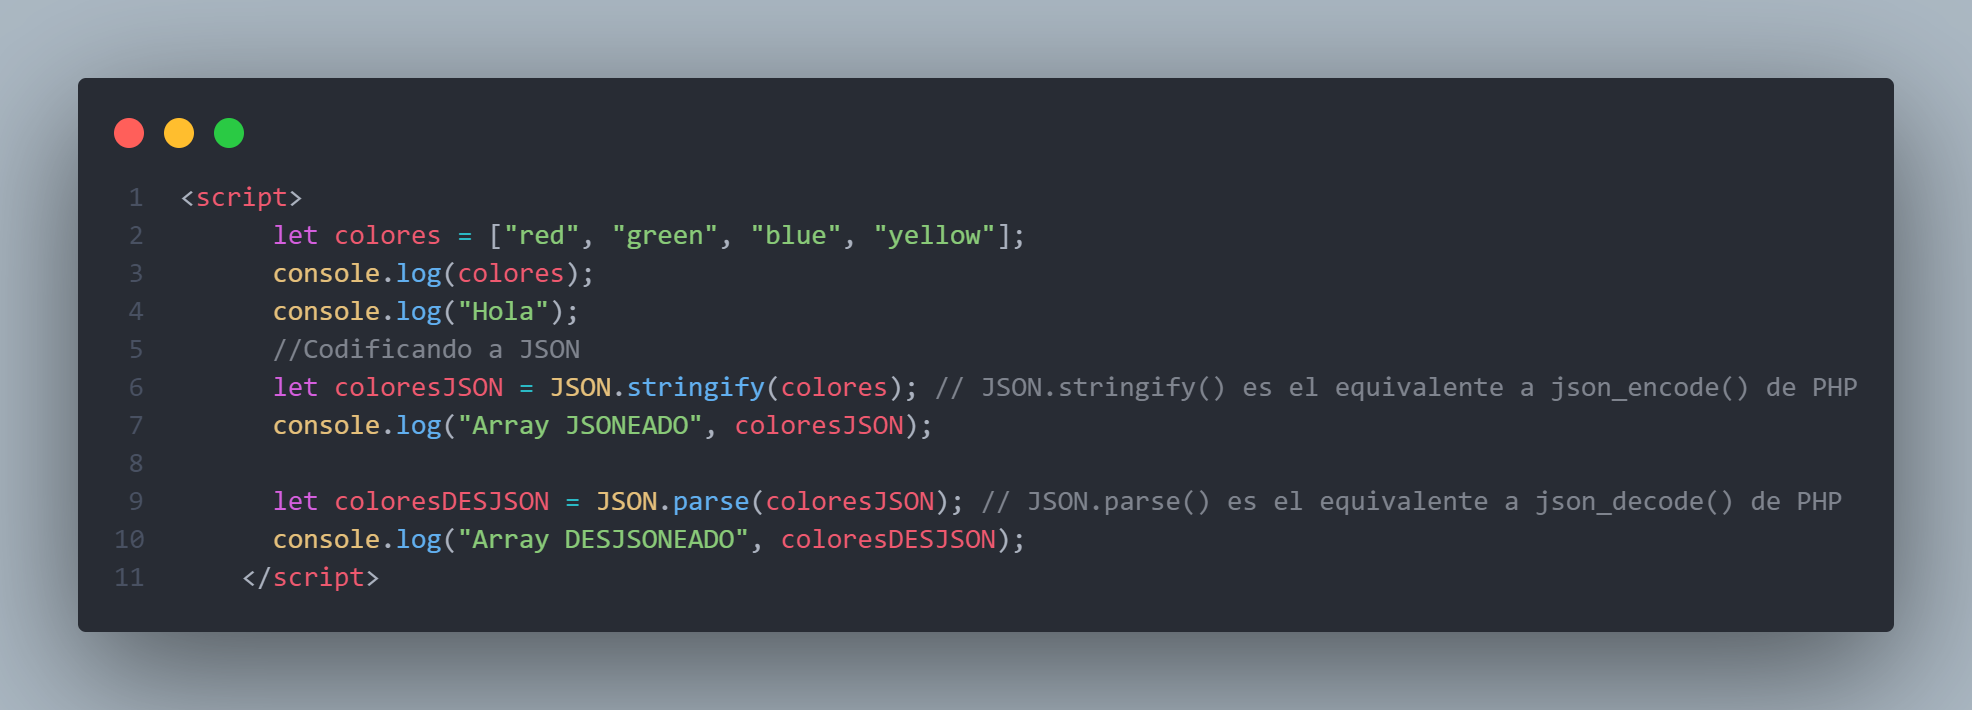 1 <script>
2 let colores = ["red", "green", "blue", "yellow"];
3 console.log(colores);
4 console.log("Hola");
5 //Codificando a JSON
6 let coloresJSON = JSON.stringify(colores); // JSON.stringify() es el equivalente a json_encode() de PHP
7 console.log("Array JSONEADO", coloresJSON);
8
9 let coloresDESJSON = JSON.parse(coloresJSON); // JSON.parse() es el equivalente a json_decode() de PHP
10 console.log("Array DESJSONEADO", coloresDESJSON);
11 </script>